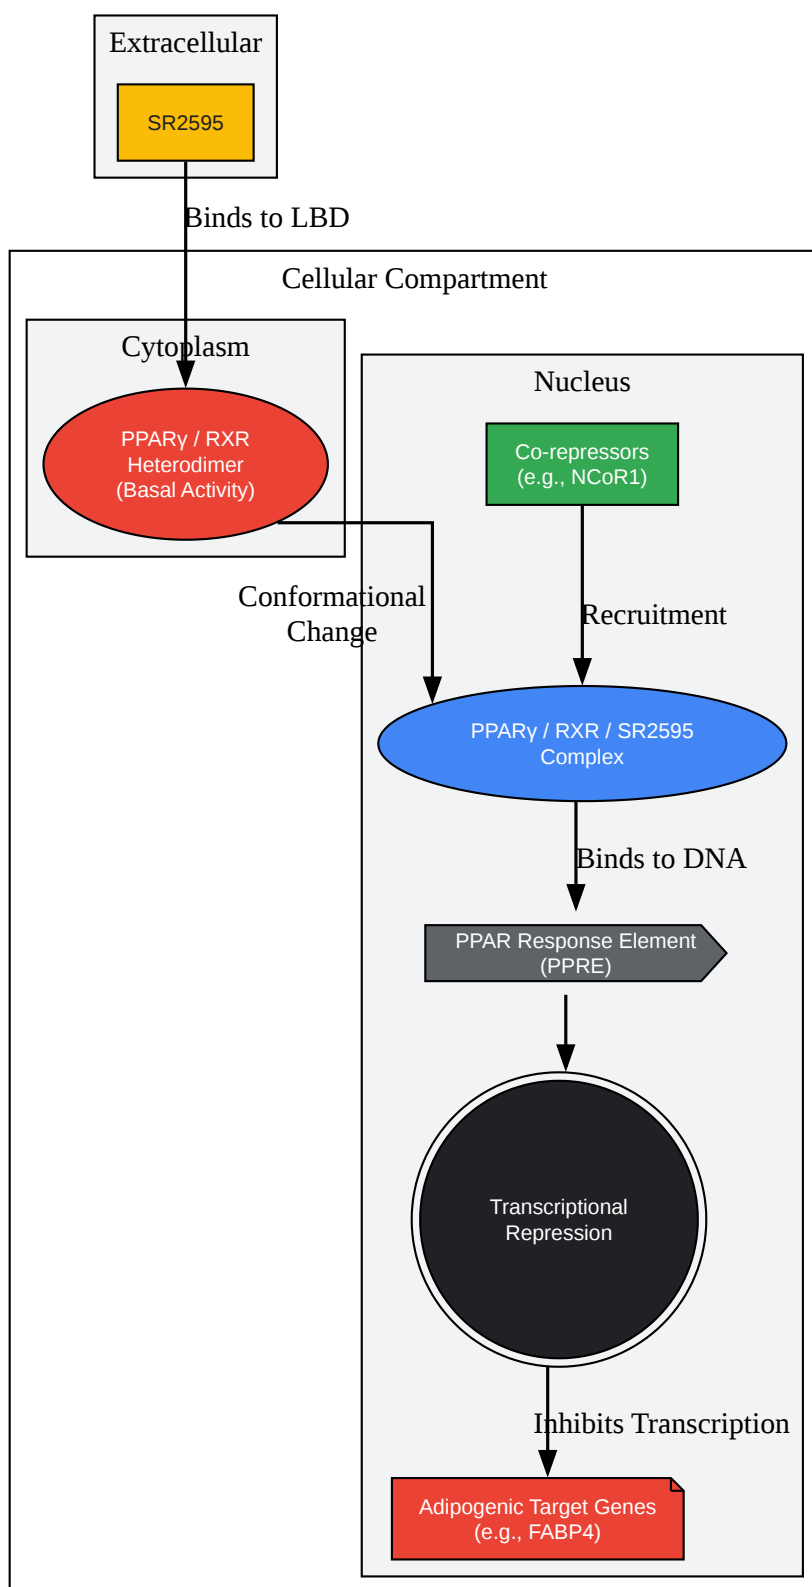 Extracellular
SR2595
Binds to LBD
Cellular Compartment
Cytoplasm
PPARγ / RXR
Heterodimer
(Basal Activity)
Nucleus
Co-repressors
(e.g., NCoR1)
Conformational
Change
Recruitment
PPARγ / RXR / SR2595
Complex
Binds to DNA
PPAR Response Element
(PPRE)
Transcriptional
Repression
Inhibits Transcription
Adipogenic Target Genes
(e.g., FABP4)